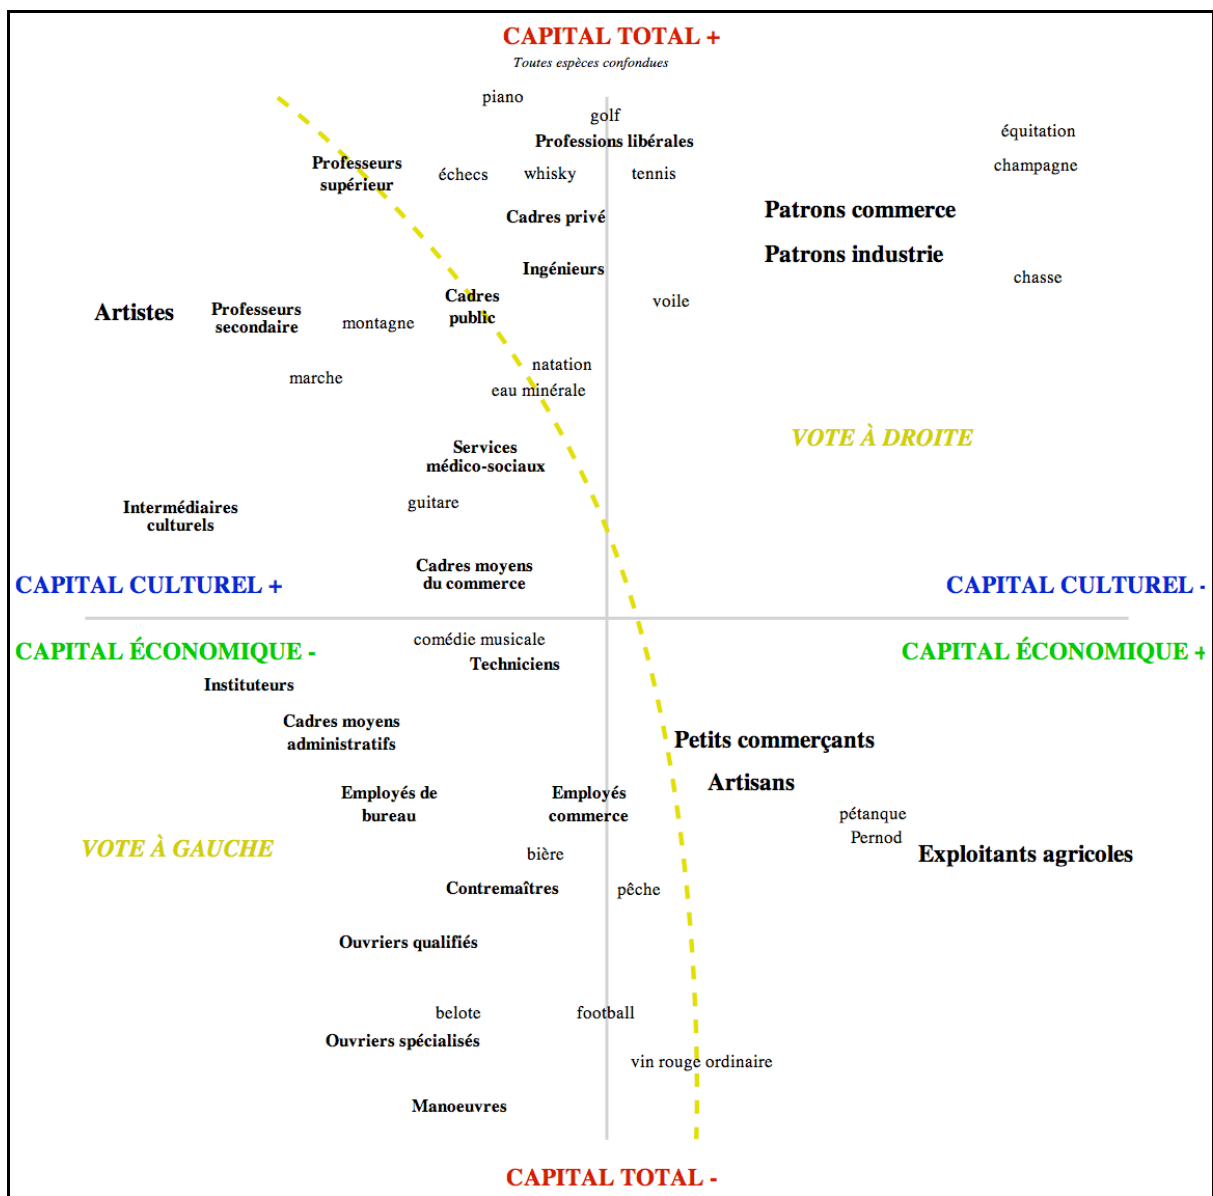 CAPITAL TOTAL +
Toutes espèces confondues
piano
golf
équitation
Professions libérales
Professeurs
supérieur
échecs
whisky
tennis
champagne
Cadres privé
Patrons commerce
Patrons industrie
Ingénieurs
chasse
Cadres
public
voile
Artistes
Professeurs
secondaire
montagne
natation
marche
eau minérale
VOTE À DROITE
Services
médico-sociaux
guitare
Intermédiaires
culturels
Cadres moyens
du commerce
CAPITAL CULTUREL +
CAPITAL CULTUREL -
comédie musicale
CAPITAL ÉCONOMIQUE -
CAPITAL ÉCONOMIQUE +
Techniciens
Instituteurs
Cadres moyens
administratifs
Petits commerçants
Artisans
Employés de
bureau
Employés
commerce
pétanque
Pernod
VOTE À GAUCHE
bière
Exploitants agricoles
Contremaîtres
pêche
Ouvriers qualifiés
belote
football
Ouvriers spécialisés
vin rouge ordinaire
Manoeuvres
CAPITAL TOTAL -